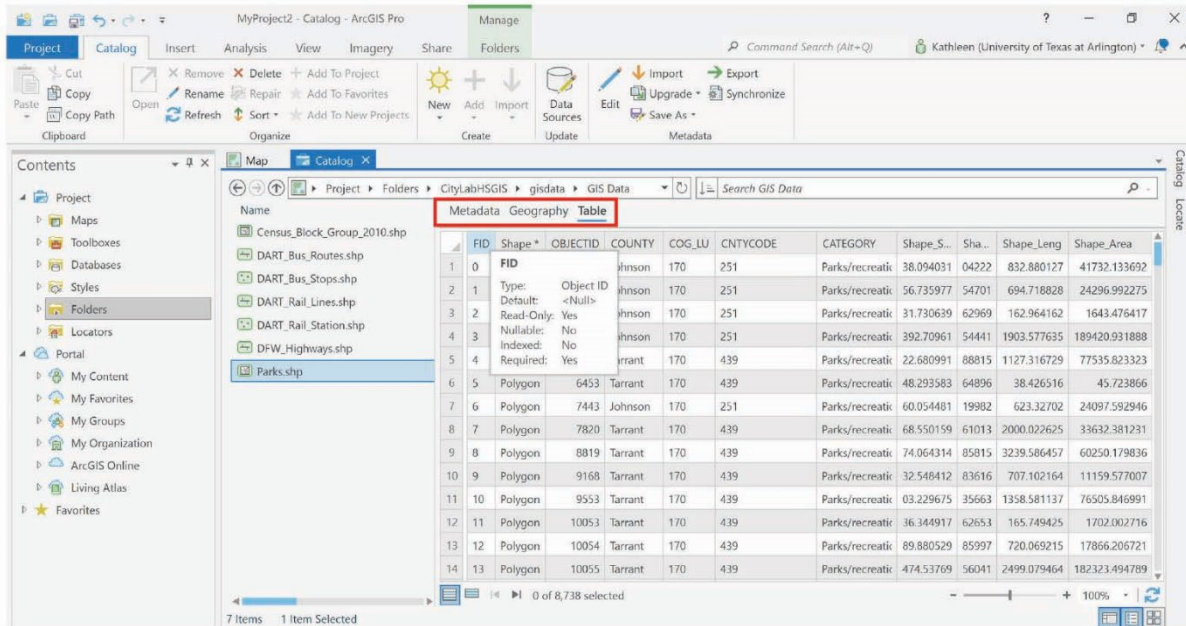 MyProject2 - Catalog - ArcGIS Pro Manage ?
Project Catalog Insert Analysis View Imagery Share Folders Command Search (Alt+Q) Kathleen (University of Texas at Arlington)
Cut
Copy
Copy Path
Paste
Clipboard
Open
Remove Delete Add To Project
Rename Repair Add To Favorites
Refresh Sort Add To New Projects
Organize
New Add Import
Create
Data Sources
Update
Edit
Import Export
Upgrade Synchronize
Save As
Metadata
Contents
Project
Maps
Toolboxes
Databases
Styles
Folders
Locators
Portal
My Content
My Favorites
My Groups
My Organization
ArcGIS Online
Living Atlas
Favorites
Map Catalog
Project Folders CityLabHSGIS gisdata GIS Data Search GIS Data
Name
Census_Block_Group_2010.shp
DART_Bus_Routes.shp
DART_Bus_Stops.shp
DART_Rail_Lines.shp
DART_Rail_Station.shp
DFW_Highways.shp
Parks.shp
Metadata Geography Table
FID Shape * OBJECTID COUNTY COG_LU CNTYCODE CATEGORY Shape_S... Sha... Shape_Leng Shape_Area
1 0 ohnson 170 251 Parks/recreatic 38.094031 04222 832.880127 41732.133692
2 1 ohnson 170 251 Parks/recreatic 56.735977 54701 694.718828 24296.992275
3 2 ohnson 170 251 Parks/recreatic 31.730639 62969 162.964162 1643.476417
4 3 ohnson 170 251 Parks/recreatic 392.70961 54441 1903.577635 189420.931888
5 4 arrant 170 439 Parks/recreatic 22.680991 88815 1127.316729 77535.823323
6 5 Polygon 6453 Tarrant 170 439 Parks/recreatic 48.293583 64896 38.426516 45.723866
7 6 Polygon 7443 Johnson 170 251 Parks/recreatic 60.054481 19982 623.32702 24097.592946
8 7 Polygon 7820 Tarrant 170 439 Parks/recreatic 68.550159 61013 2000.022625 33632.381231
9 8 Polygon 8819 Tarrant 170 439 Parks/recreatic 74.064314 85815 3239.586457 60250.179836
10 9 Polygon 9168 Tarrant 170 439 Parks/recreatic 32.548412 83616 707.102164 11159.577007
11 10 Polygon 9553 Tarrant 170 439 Parks/recreatic 03.229675 35663 1358.581137 76505.846991
12 11 Polygon 10053 Tarrant 170 439 Parks/recreatic 36.344917 62653 165.749425 1702.002716
13 12 Polygon 10054 Tarrant 170 439 Parks/recreatic 89.880529 85997 720.069215 17866.206721
14 13 Polygon 10055 Tarrant 170 439 Parks/recreatic 474.53769 56041 2499.079464 182323.494789
FID
Type: Object ID
Default: <Null>
Read-Only: Yes
Nullable: No
Indexed: No
Required: Yes
0 of 8,738 selected
100%
7 Items 1 Item Selected
Catalog
Locate